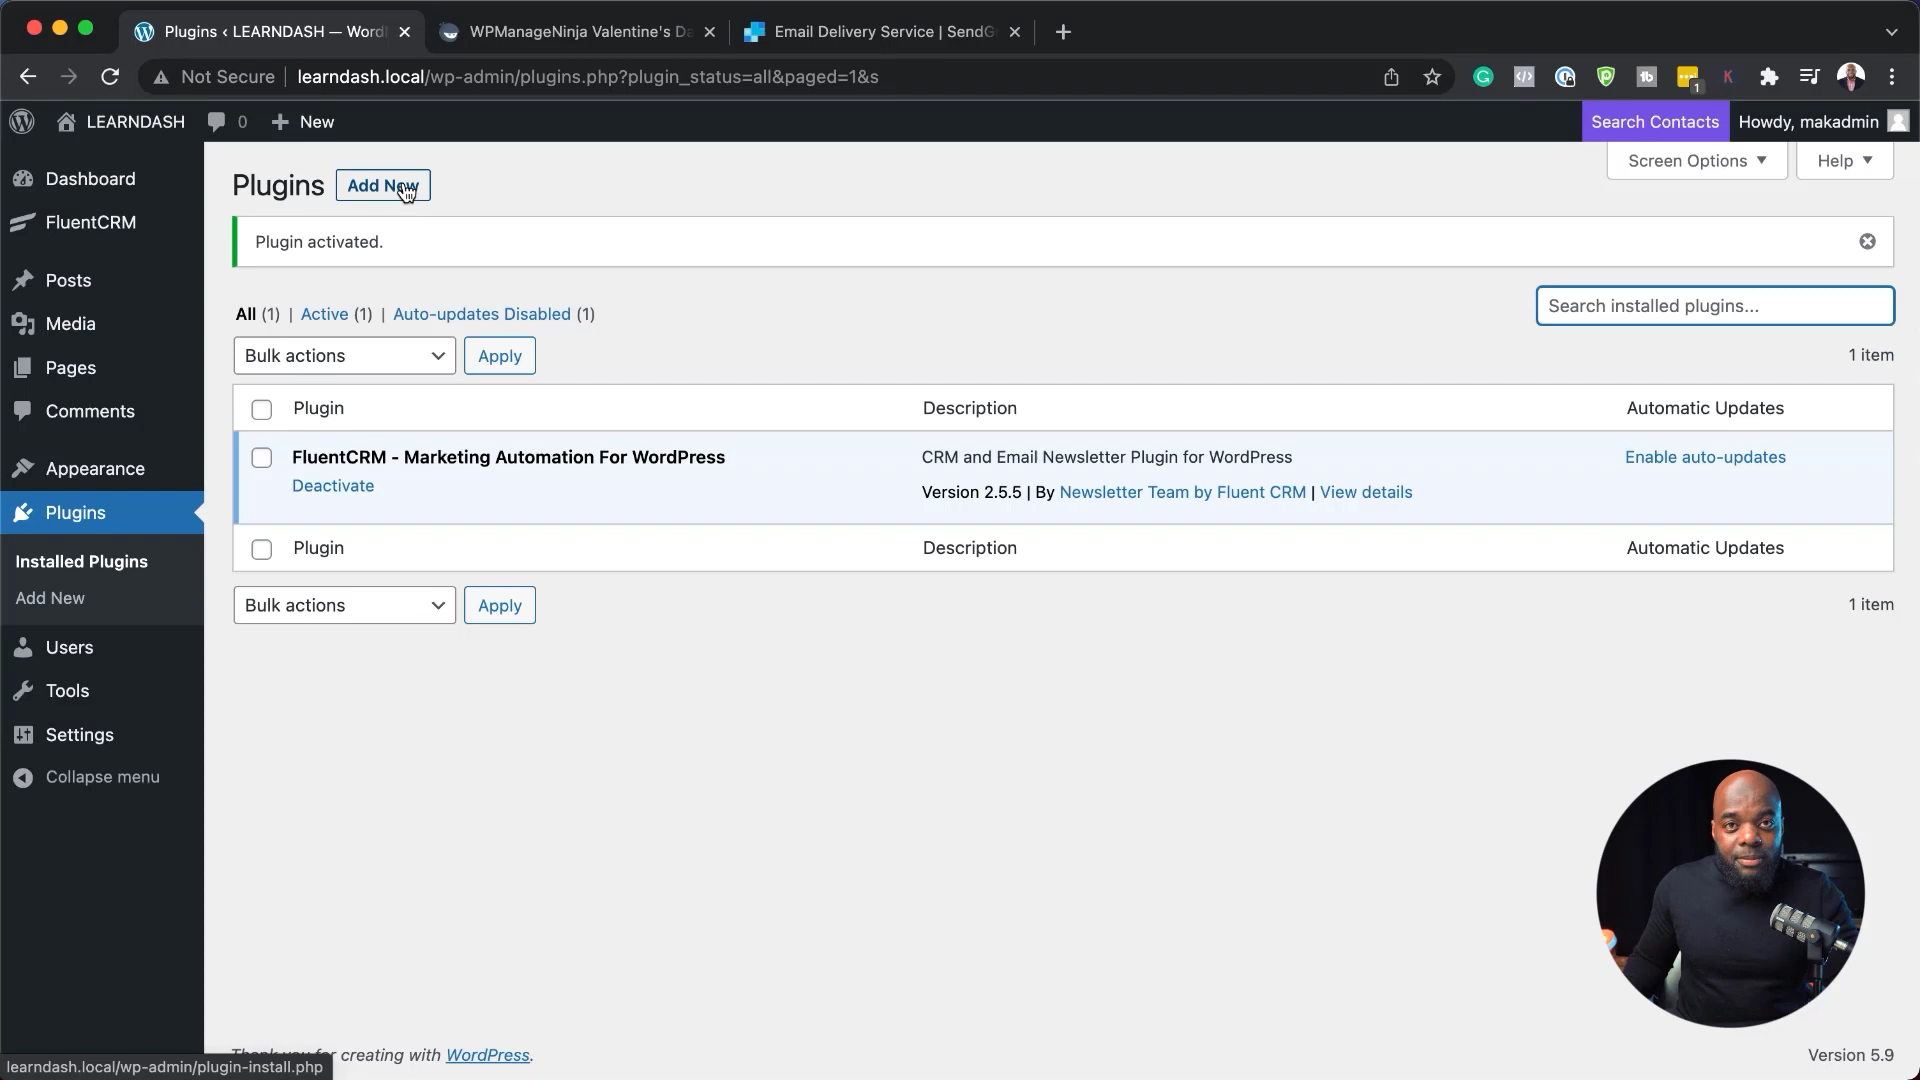 Plugins ‹ LEARNDASH — Word
WPManageNinja Valentine's Da
Email Delivery Service | SendG
Not Secure
learndash.local/wp-admin/plugins.php?plugin_status=all&paged=1&s
1
LEARNDASH
0
New
Search Contacts
Howdy, makadmin
Dashboard
FluentCRM
Posts
Media
Pages
Comments
Appearance
Plugins
Installed Plugins
Add New
Users
Tools
Settings
Collapse menu
Screen Options
Help
Plugins
Add New
Plugin activated.
All (1) | Active (1) | Auto-updates Disabled (1)
Search installed plugins...
Bulk actions
Apply
1 item
Plugin
Description
Automatic Updates
FluentCRM - Marketing Automation For WordPress
Deactivate
CRM and Email Newsletter Plugin for WordPress
Version 2.5.5 | By Newsletter Team by Fluent CRM | View details
Enable auto-updates
Plugin
Description
Automatic Updates
Bulk actions
Apply
1 item
Thank you for creating with WordPress.
Version 5.9
learndash.local/wp-admin/plugin-install.php